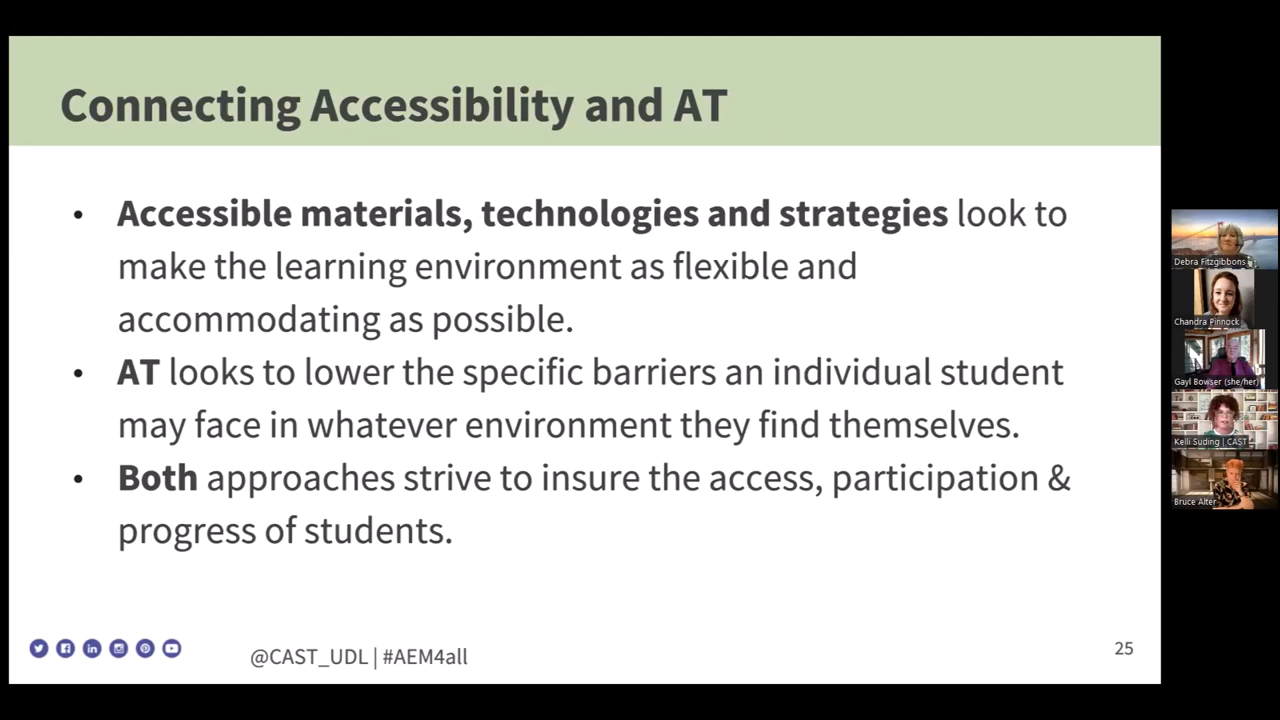 Connecting Accessibility and AT
• Accessible materials, technologies and strategies look to
make the learning environment as flexible and
accommodating as possible.
• AT looks to lower the specific barriers an individual student
may face in whatever environment they find themselves.
• Both approaches strive to insure the access, participation &
progress of students.
@CAST_UDL | #AEM4all
25
Debra Fitzgibbons
Chandra Pinnock
Gayl Bowser (she/her)
Kelli Suding | CAST
Bruce Alter